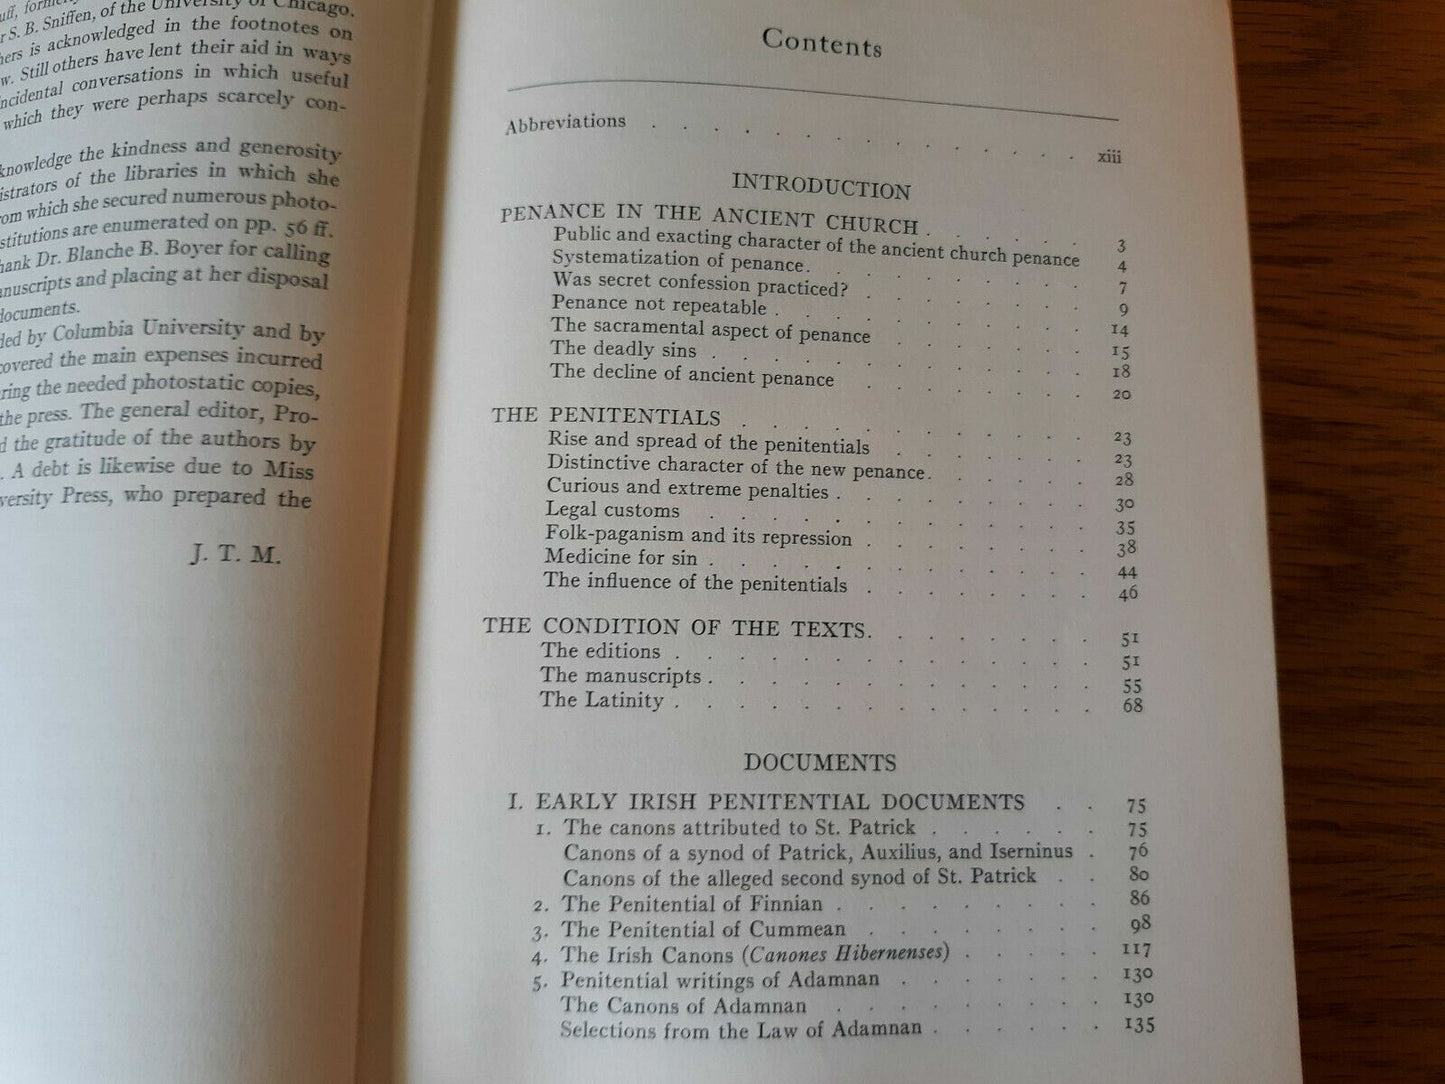 formerly
S. B. Sniffen, of the University of Chicago.
is acknowledged in the footnotes on
Still others have lent their aid in ways
incidental conversations in which useful
which they were perhaps scarcely con-
the kindness and generosity
of the libraries in which she
which she secured numerous photo-
are enumerated on pp. 56 ff.
Dr. Blanche B. Boyer for calling
and placing at her disposal
documents.
by Columbia University and by
covered the main expenses incurred
the needed photostatic copies,
the press. The general editor, Pro-
the gratitude of the authors by
. A debt is likewise due to Miss
Press, who prepared the
J. T. M.
Contents
Abbreviations . . . . . . . . . . . . . . xiii
INTRODUCTION
PENANCE IN THE ANCIENT CHURCH . . . . . . 3
Public and exacting character of the ancient church penance 4
Systematization of penance . . . . . . . . . 7
Was secret confession practiced? . . . . . . . 9
Penance not repeatable . . . . . . . . . . 14
The sacramental aspect of penance . . . . . . 15
The deadly sins . . . . . . . . . . . . 18
The decline of ancient penance . . . . . . . 20
THE PENITENTIALS . . . . . . . . . . . 23
Rise and spread of the penitentials . . . . . . 23
Distinctive character of the new penance . . . . . 28
Curious and extreme penalties . . . . . . . . 30
Legal customs . . . . . . . . . . . . 35
Folk-paganism and its repression . . . . . . . 38
Medicine for sin . . . . . . . . . . . . 44
The influence of the penitentials . . . . . . . 46
THE CONDITION OF THE TEXTS . . . . . . . 51
The editions . . . . . . . . . . . . . 51
The manuscripts . . . . . . . . . . . . 55
The Latinity . . . . . . . . . . . . . 68
DOCUMENTS
I. EARLY IRISH PENITENTIAL DOCUMENTS . . 75
1. The canons attributed to St. Patrick . . . . . . 75
Canons of a synod of Patrick, Auxilius, and Iserninus . 76
Canons of the alleged second synod of St. Patrick . . 80
2. The Penitential of Finnian . . . . . . . . . 86
3. The Penitential of Cummean . . . . . . . . 98
4. The Irish Canons (Canones Hibernenses) . . . . . 117
5. Penitential writings of Adamnan . . . . . . . 130
The Canons of Adamnan . . . . . . . . . 130
Selections from the Law of Adamnan . . . . . . 135